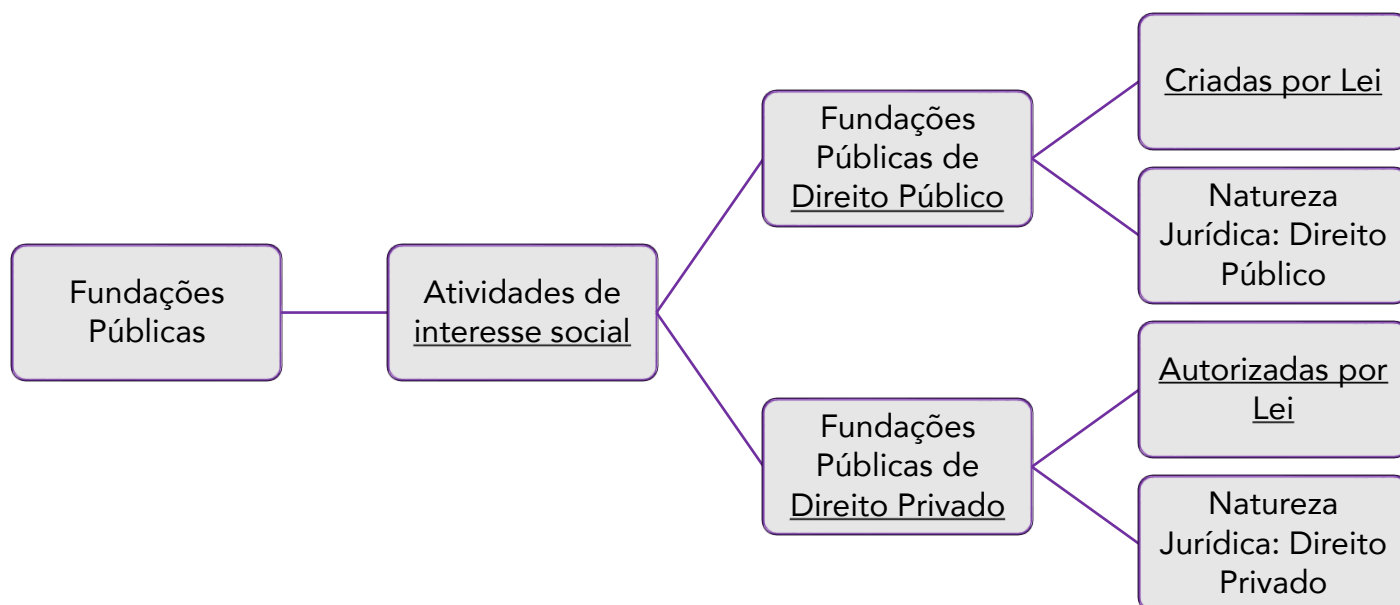 Fundações
Públicas
Atividades de
interesse social
Fundações
Públicas de
Direito Público
Criadas por Lei
Natureza
Jurídica: Direito
Público
Fundações
Públicas de
Direito Privado
Autorizadas por
Lei
Natureza
Jurídica: Direito
Privado